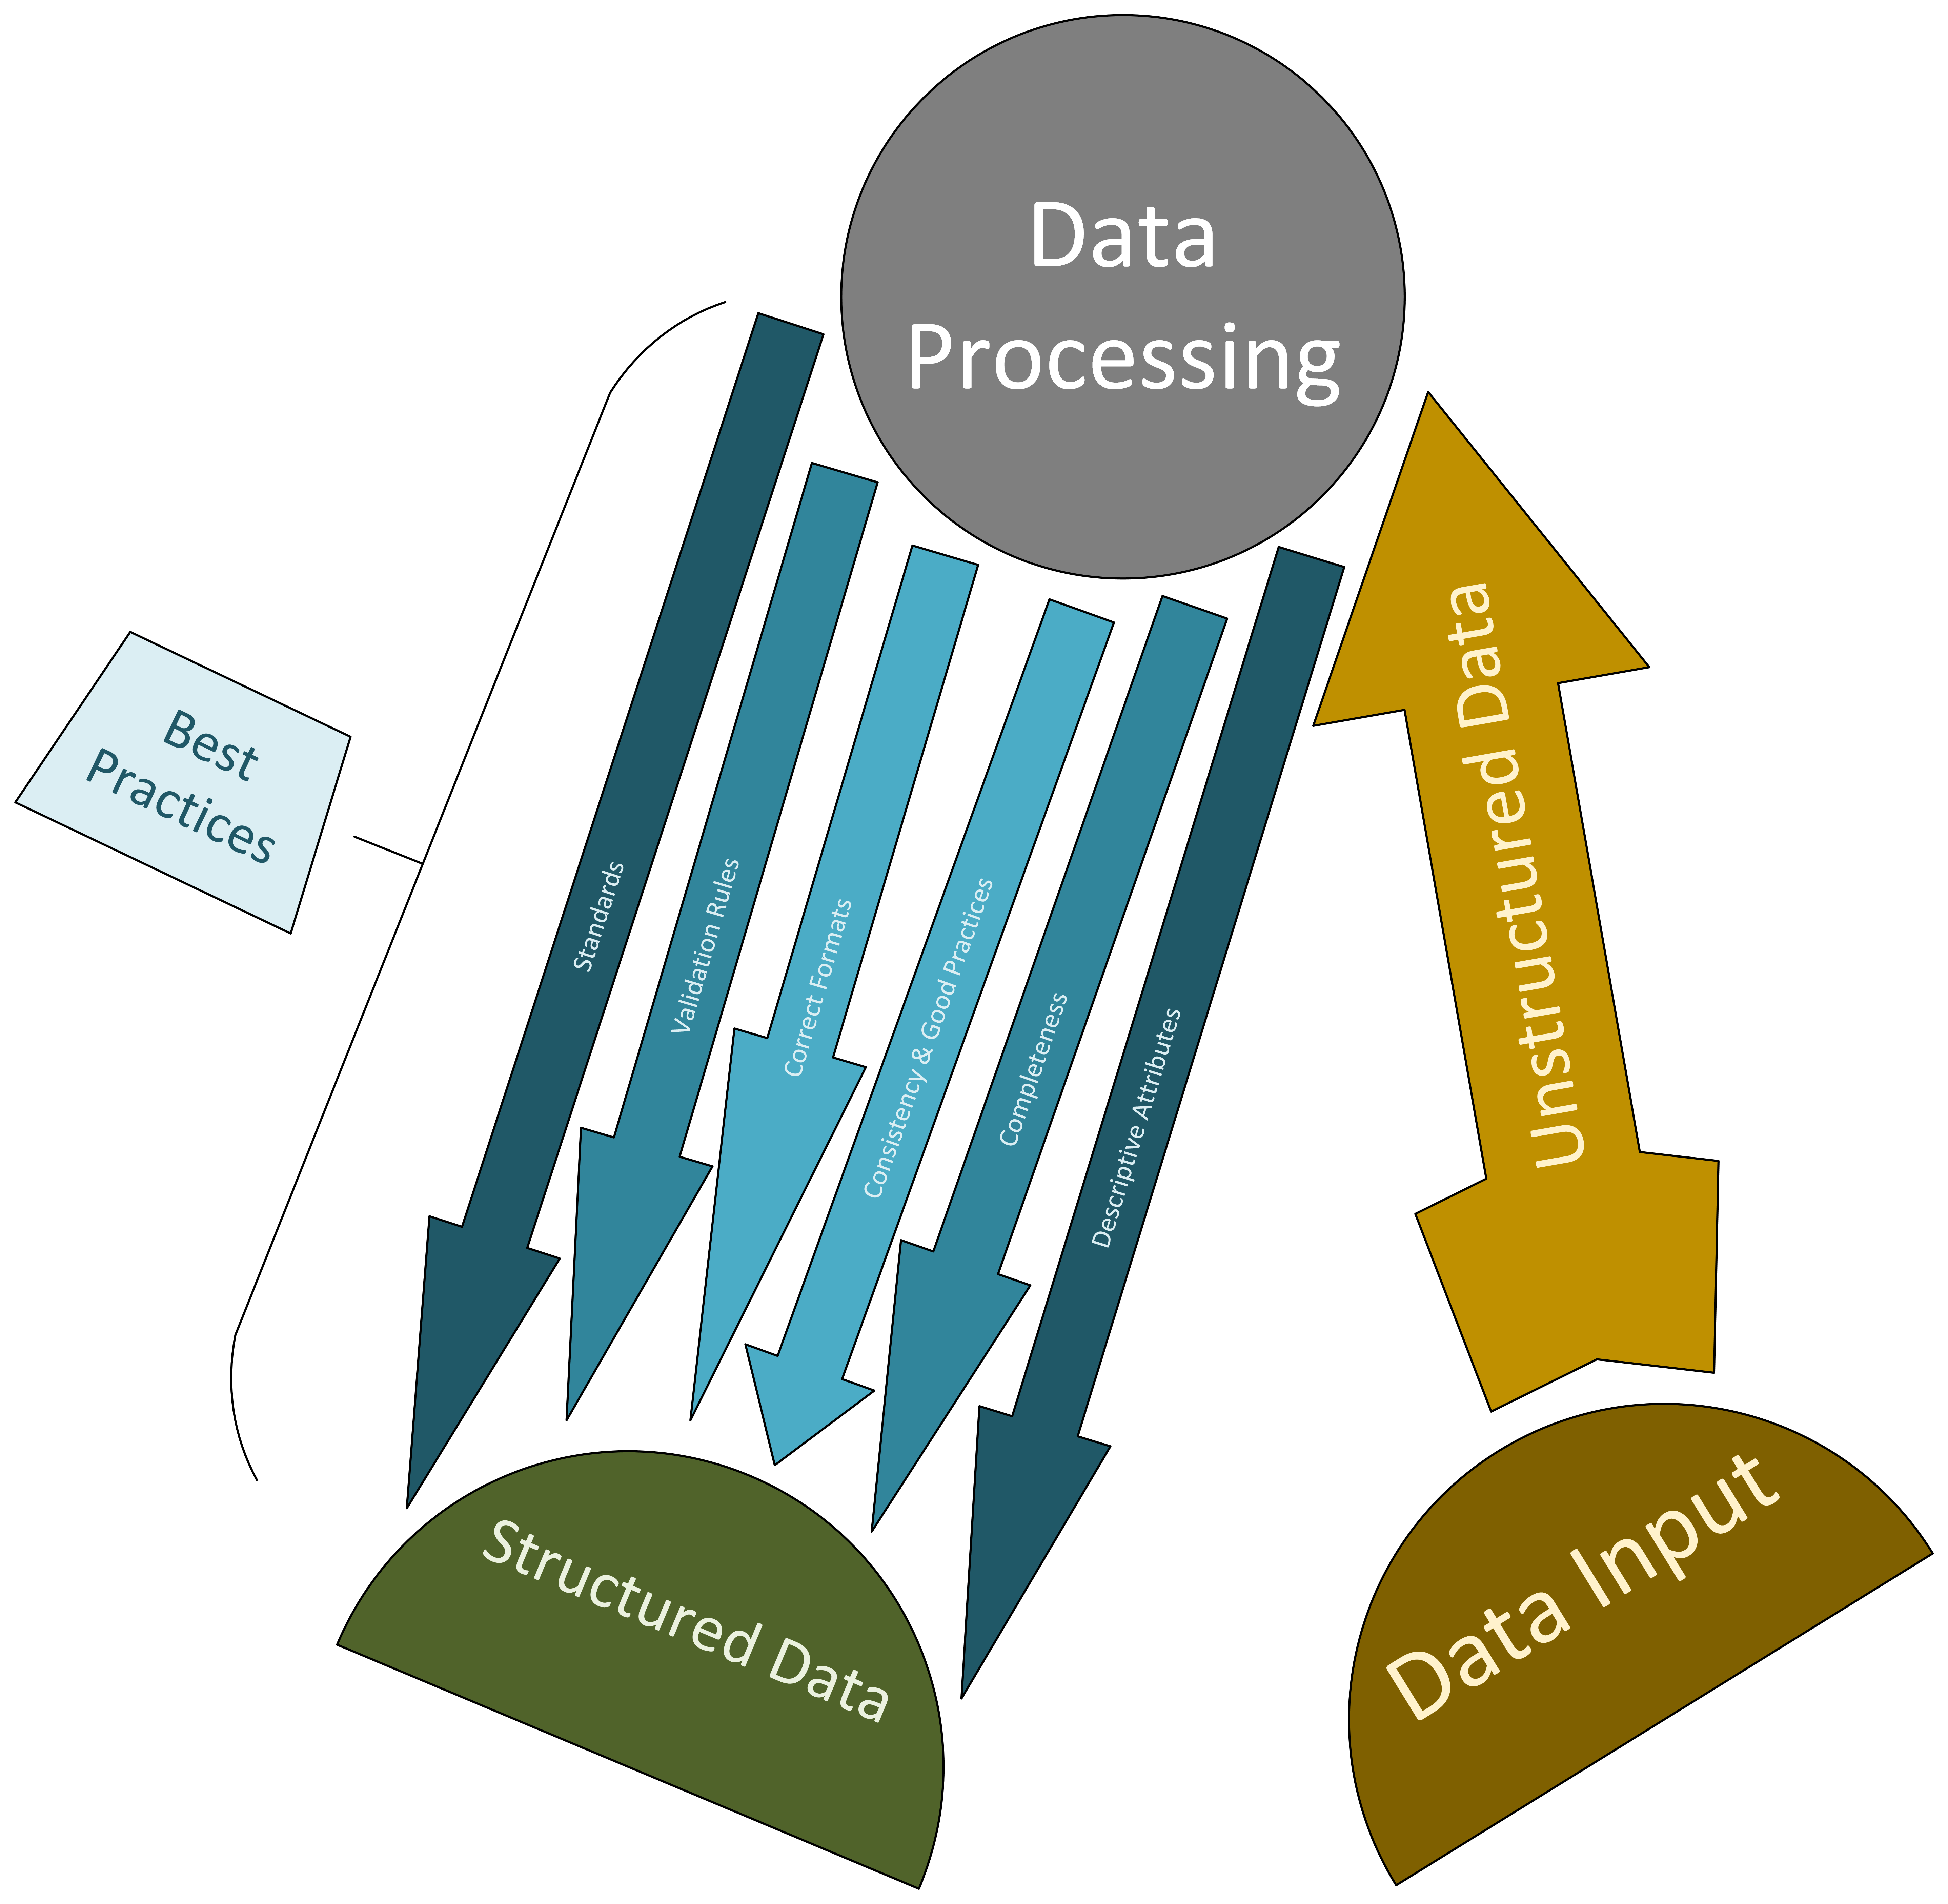 Data
Processing
Best
Practices
Standards
Validation Rules
Correct Formats
Consistency & Good Practices
Completeness
Descriptive Attributes
Unstructured Data
Structured Data
Data Input